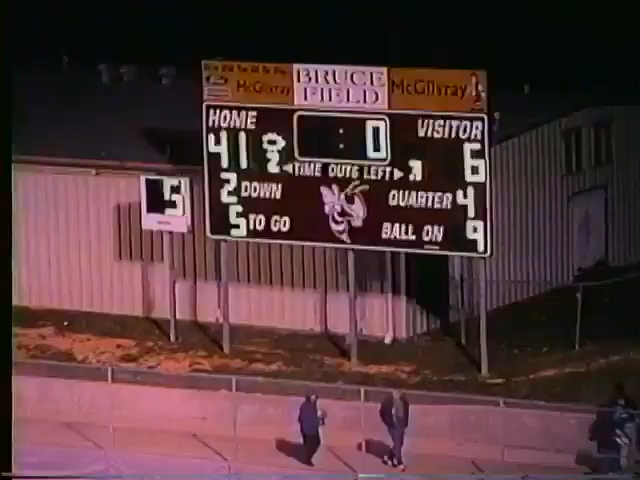 BRUCE
FIELD
McGilvray
McGilvray
HOME
VISITOR
41
: 0
6
2
◄TIME OUTS LEFT►
2 DOWN
QUARTER 4
5 TO GO
BALL ON 9
5